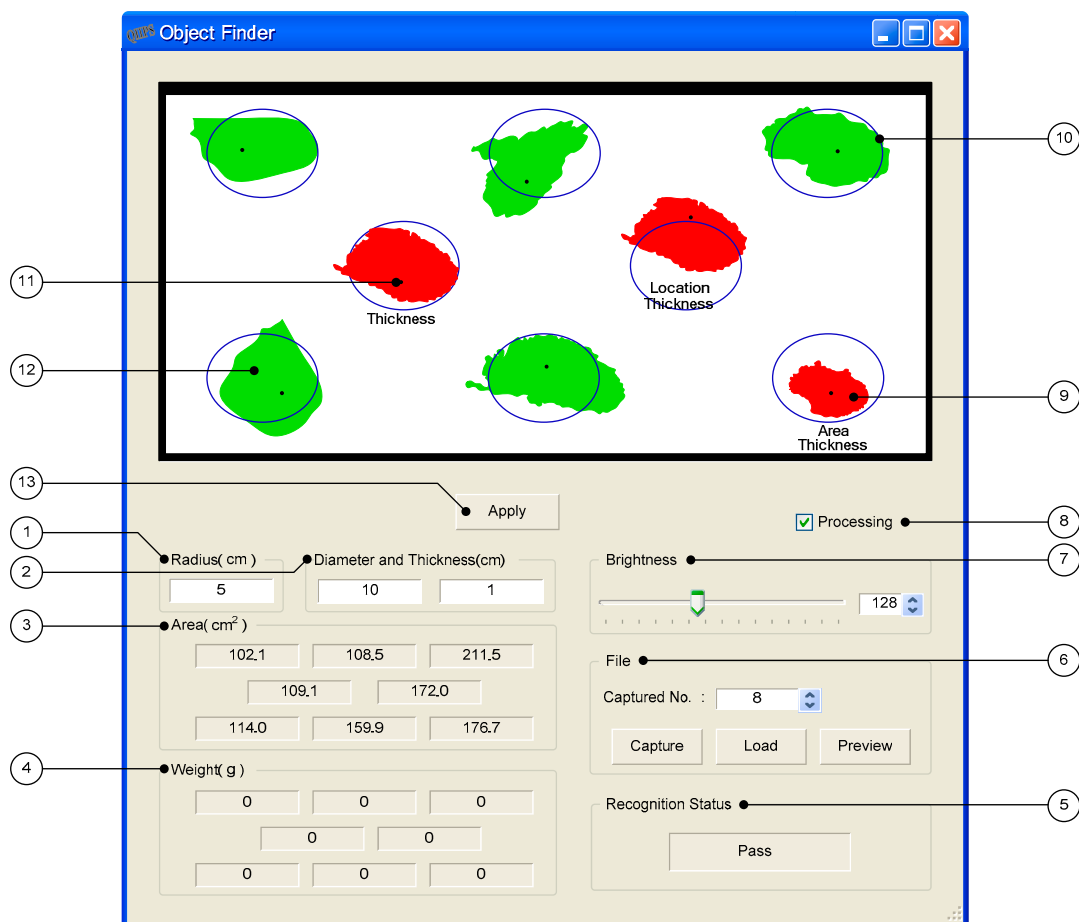 QIIPS Object Finder
10
11
Location
Thickness
Thickness
12
9
Area
Thickness
13
Apply
Processing
8
1
Radius( cm )
Diameter and Thickness(cm)
Brightness
7
2
5
10
1
128
3
Area( cm2 )
102.1
108.5
211.5
109.1
172.0
114.0
159.9
176.7
File
6
Captured No. :
8
Capture
Load
Preview
4
Weight( g )
0
0
0
0
0
0
0
0
Recognition Status
5
Pass